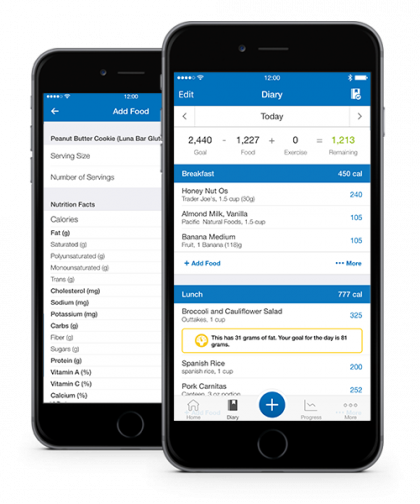 12:00
Add Food
Peanut Butter Cookie (Luna Bar Glut
Serving Size
Number of Servings
Nutrition Facts
Calories
Fat (g)
Saturated (g)
Polyunsaturated (g)
Monounsaturated (g)
Trans (g)
Cholesterol (mg)
Sodium (mg)
Potassium (mg)
Carbs (g)
Fiber (g)
Sugars (g)
Protein (g)
Vitamin A (%)
Vitamin C (%)
Calcium (%)
12:00
Edit Diary
Today
2,440 - 1,227 + 0 = 1,213
Goal Food Exercise Remaining
Breakfast 450 cal
Honey Nut Os 240
Trader Joe's, 1.5 cup (30g)
Almond Milk, Vanilla 105
Pacific Natural Foods, 1.5 cup
Banana Medium 105
Fruit, 1 Banana (118g)
+ Add Food ••• More
Lunch 777 cal
Broccoli and Cauliflower Salad 325
Outtakes, 1 cup
This has 31 grams of fat. Your goal for the day is 81
grams.
Spanish Rice 200
spanish rice, 1 cup
Pork Carnitas 252
Canteen, 3 oz portion
Home Diary Progress More